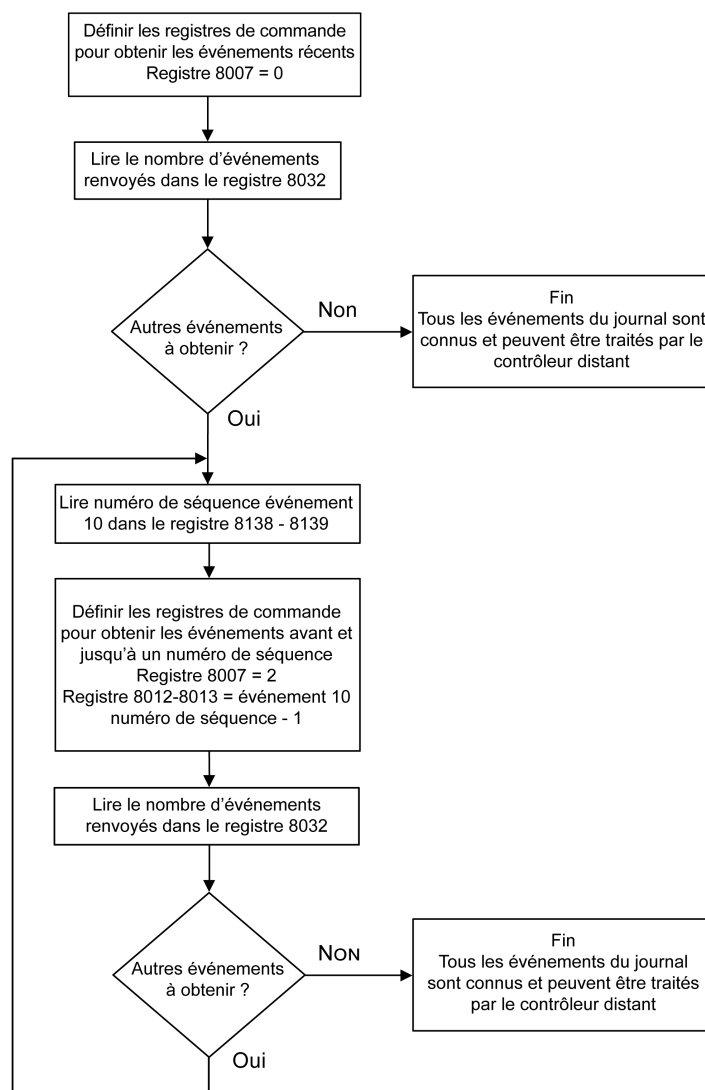 Définir les registres de commande
pour obtenir les événements récents
Registre 8007 = 0
Lire le nombre d'événements
renvoyés dans le registre 8032
Autres événements
à obtenir ?
Non
Fin
Tous les événements du journal sont
connus et peuvent être traités par le
contrôleur distant
Oui
Lire numéro de séquence événement
10 dans le registre 8138 - 8139
Définir les registres de commande
pour obtenir les événements avant et
jusqu'à un numéro de séquence
Registre 8007 = 2
Registre 8012-8013 = événement 10
numéro de séquence - 1
Lire le nombre d'événements
renvoyés dans le registre 8032
Autres événements
à obtenir ?
NON
Fin
Tous les événements du journal
sont connus et peuvent être traités
par le contrôleur distant
Oui